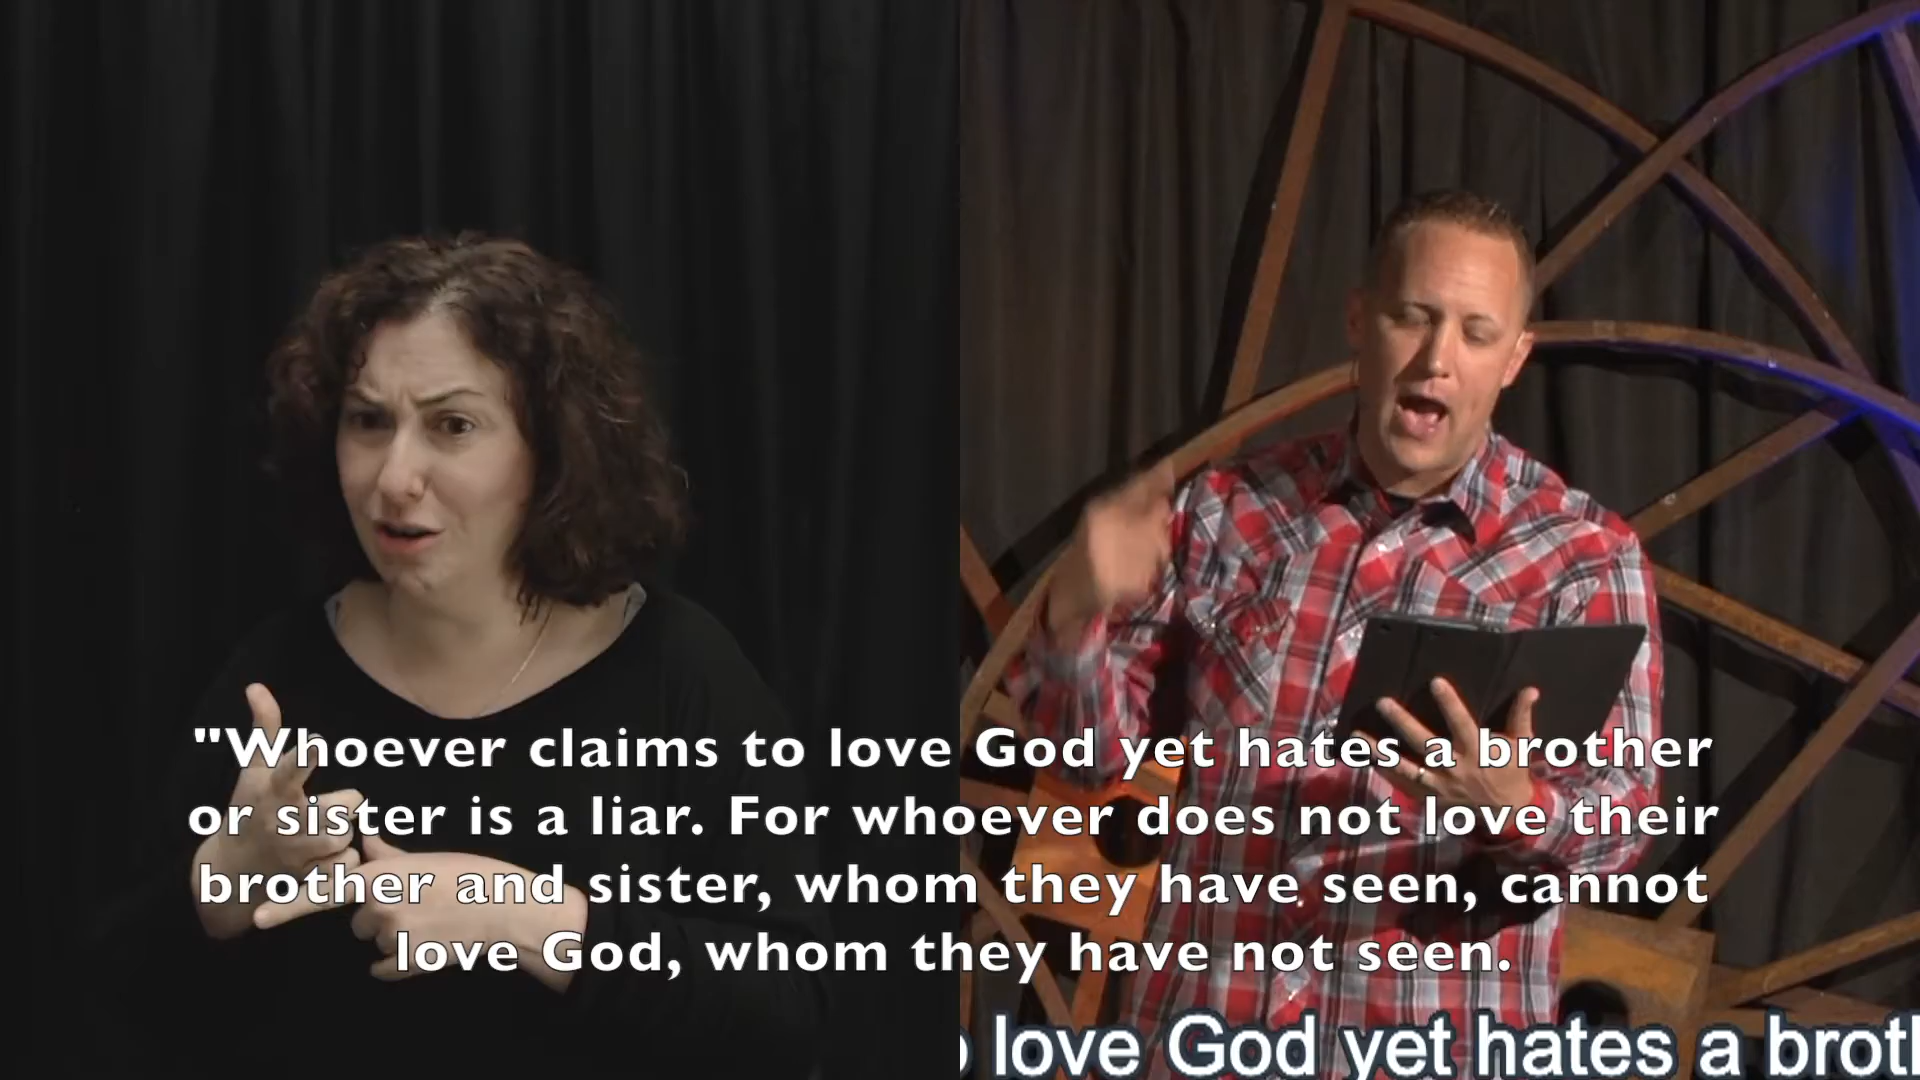 "Whoever claims to love God yet hates a brother
or sister is a liar. For whoever does not love their
brother and sister, whom they have seen, cannot
love God, whom they have not seen.
love God yet hates a